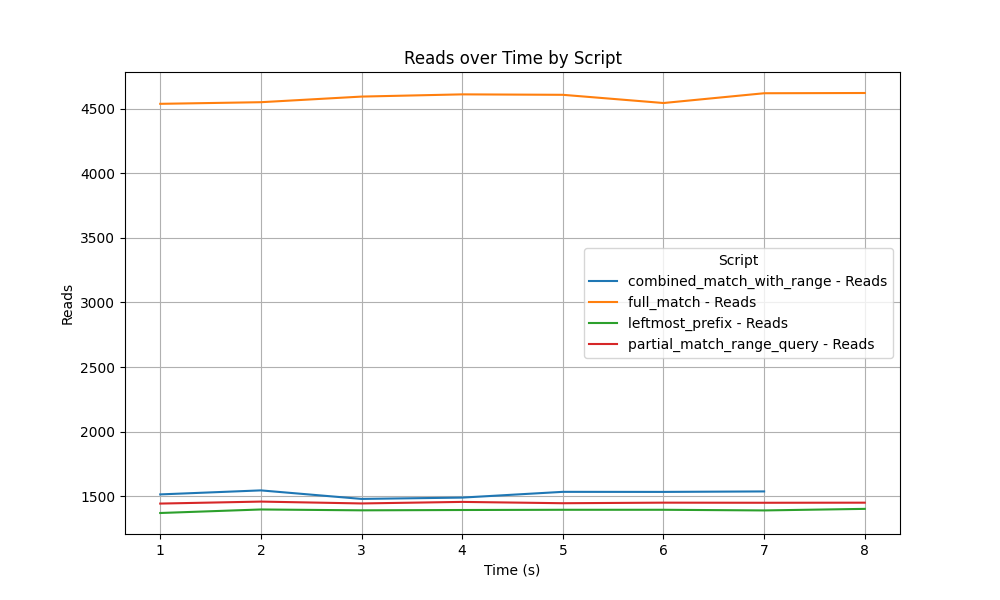 Reads over Time by Script
Reads
4500
4000
3500
3000
2500
2000
1500
Script
combined_match_with_range - Reads
full_match - Reads
leftmost_prefix - Reads
partial_match_range_query - Reads
1 2 3 4 5 6 7 8
Time (s)